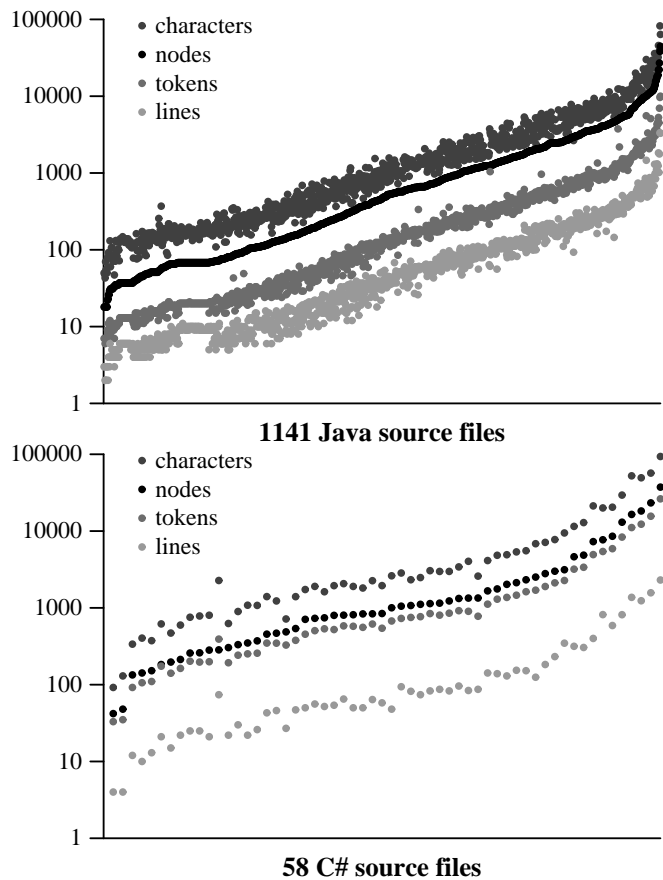 100000
10000
1000
100
10
1
characters
nodes
tokens
lines
1141 Java source files
100000
10000
1000
100
10
1
characters
nodes
tokens
lines
58 C# source files